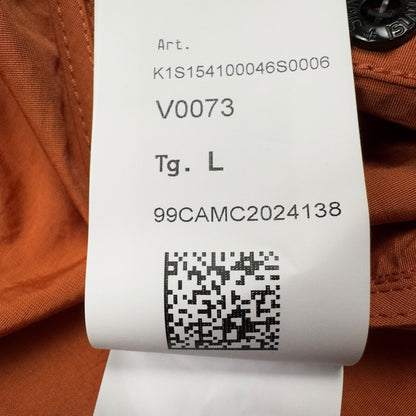 Art.
K1S154100046S0006
V0073
Tg. L
99CAMC2024138